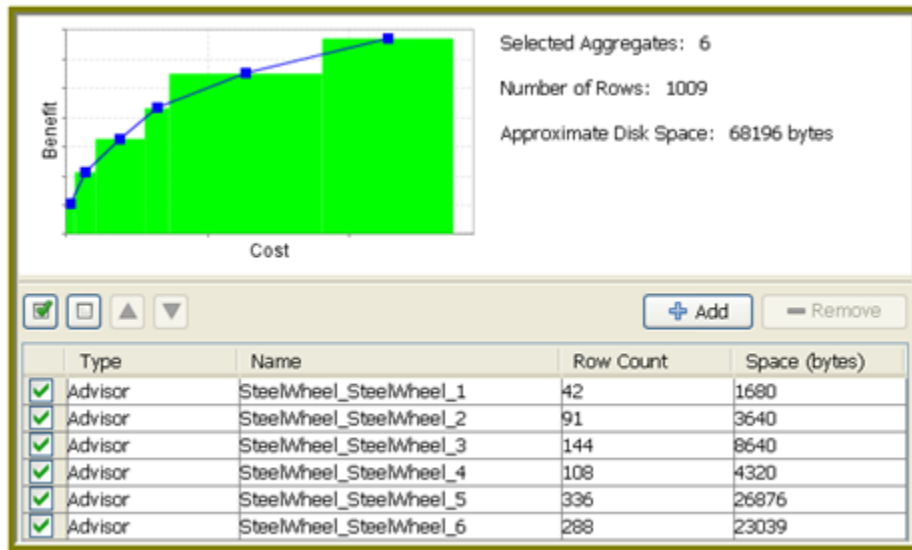 Selected Aggregates: 6
Number of Rows: 1009
Approximate Disk Space: 68196 bytes
Benefit
Cost
Add
Remove
Type Name Row Count Space (bytes)
Advisor SteelWheel_SteelWheel_1 42 1680
Advisor SteelWheel_SteelWheel_2 91 3640
Advisor SteelWheel_SteelWheel_3 144 8640
Advisor SteelWheel_SteelWheel_4 108 4320
Advisor SteelWheel_SteelWheel_5 336 26876
Advisor SteelWheel_SteelWheel_6 288 23039